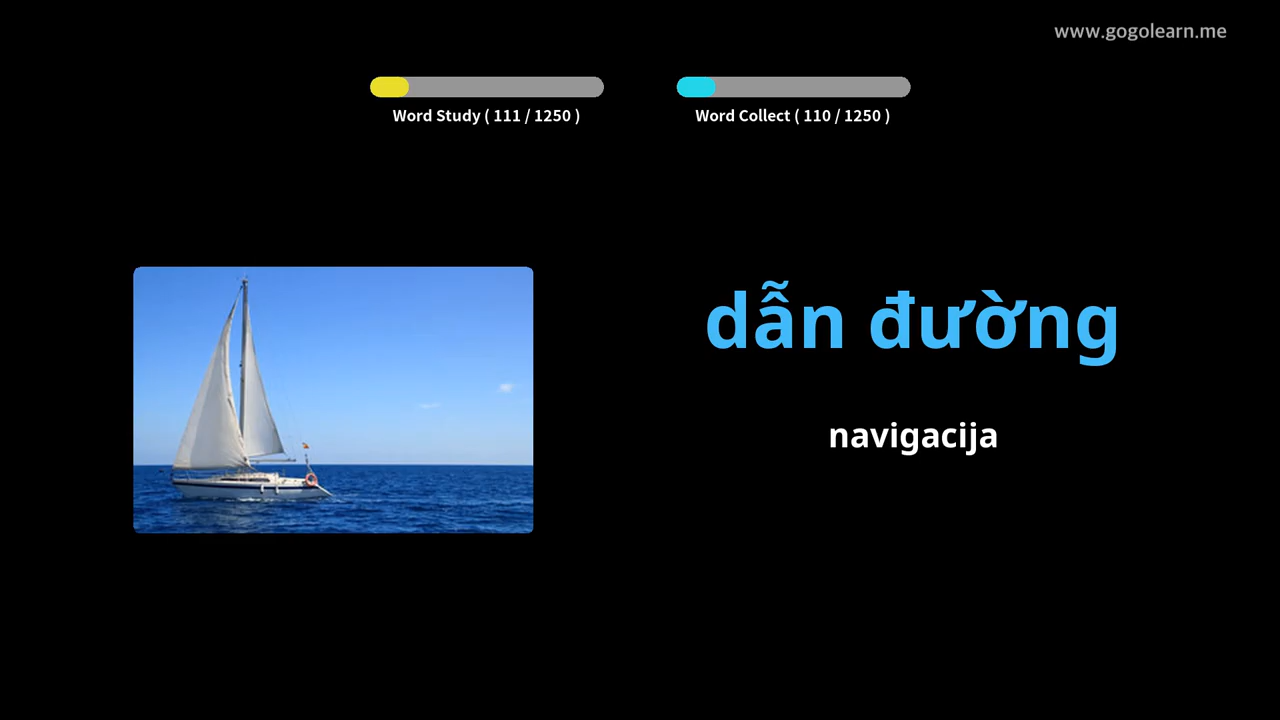 www.gogolearn.me
Word Study ( 111 / 1250 )
Word Collect ( 110 / 1250 )
dẫn đường
navigacija